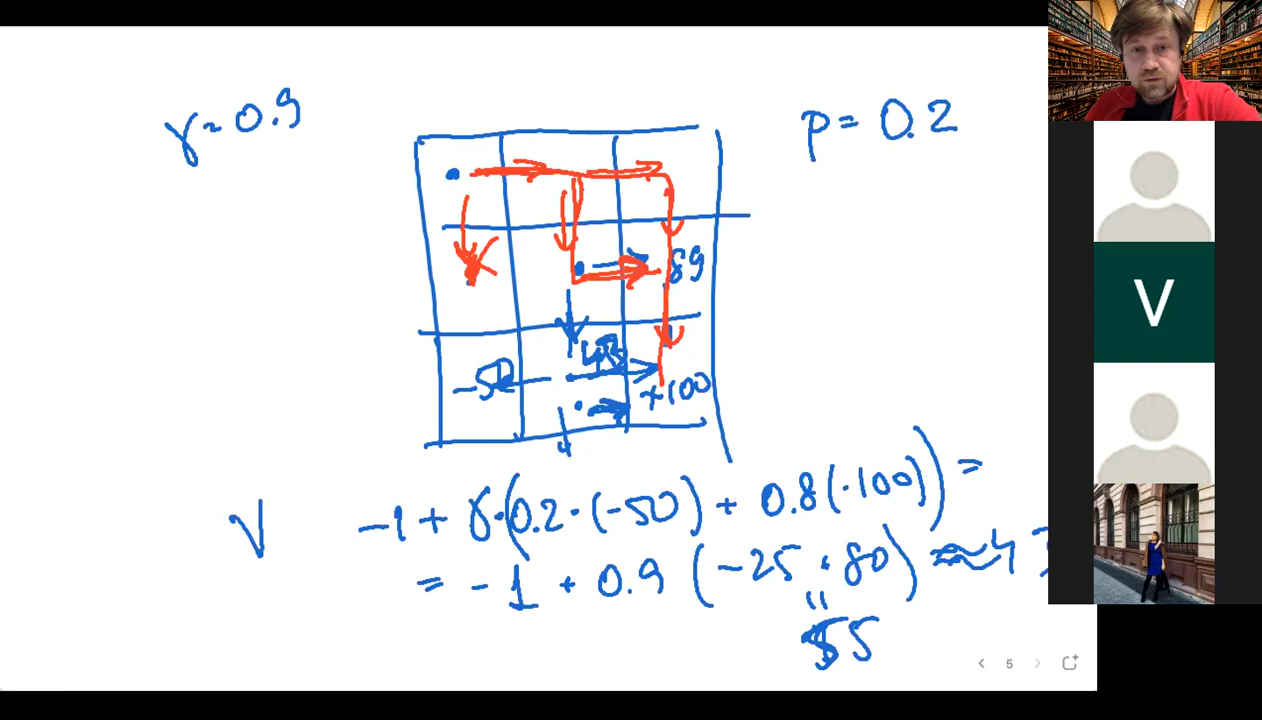 γ = 0.9
p = 0.2
89
-50
+100
V
-1 + γ·(0.2·(-50) + 0.8(·100)) =
= -1 + 0.9 (-25 + 80) ≈ 4
"
55
V
5